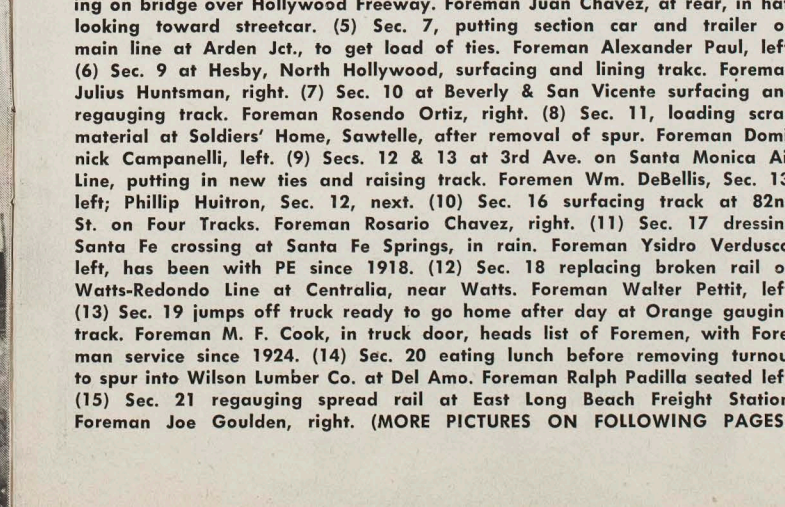 ing on bridge over Hollywood Freeway. Foreman Juan Chavez, at rear, in hat
looking toward streetcar. (5) Sec. 7, putting section car and trailer o
main line at Arden Jct., to get load of ties. Foreman Alexander Paul, lef
(6) Sec. 9 at Hesby, North Hollywood, surfacing and lining trakc. Forema
Julius Huntsman, right. (7) Sec. 10 at Beverly & San Vicente surfacing an
regauging track. Foreman Rosendo Ortiz, right. (8) Sec. 11, loading scra
material at Soldiers' Home, Sawtelle, after removal of spur. Foreman Domi
nick Campanelli, left. (9) Secs. 12 & 13 at 3rd Ave. on Santa Monica Ai
Line, putting in new ties and raising track. Foremen Wm. DeBellis, Sec. 13
left; Phillip Huitron, Sec. 12, next. (10) Sec. 16 surfacing track at 82n
St. on Four Tracks. Foreman Rosario Chavez, right. (11) Sec. 17 dressin
Santa Fe crossing at Santa Fe Springs, in rain. Foreman Ysidro Verdusco
left, has been with PE since 1918. (12) Sec. 18 replacing broken rail o
Watts-Redondo Line at Centralia, near Watts. Foreman Walter Pettit, lef
(13) Sec. 19 jumps off truck ready to go home after day at Orange gaugin
track. Foreman M. F. Cook, in truck door, heads list of Foremen, with Fore
man service since 1924. (14) Sec. 20 eating lunch before removing turnou
to spur into Wilson Lumber Co. at Del Amo. Foreman Ralph Padilla seated lef
(15) Sec. 21 regauging spread rail at East Long Beach Freight Station
Foreman Joe Goulden, right. (MORE PICTURES ON FOLLOWING PAGES